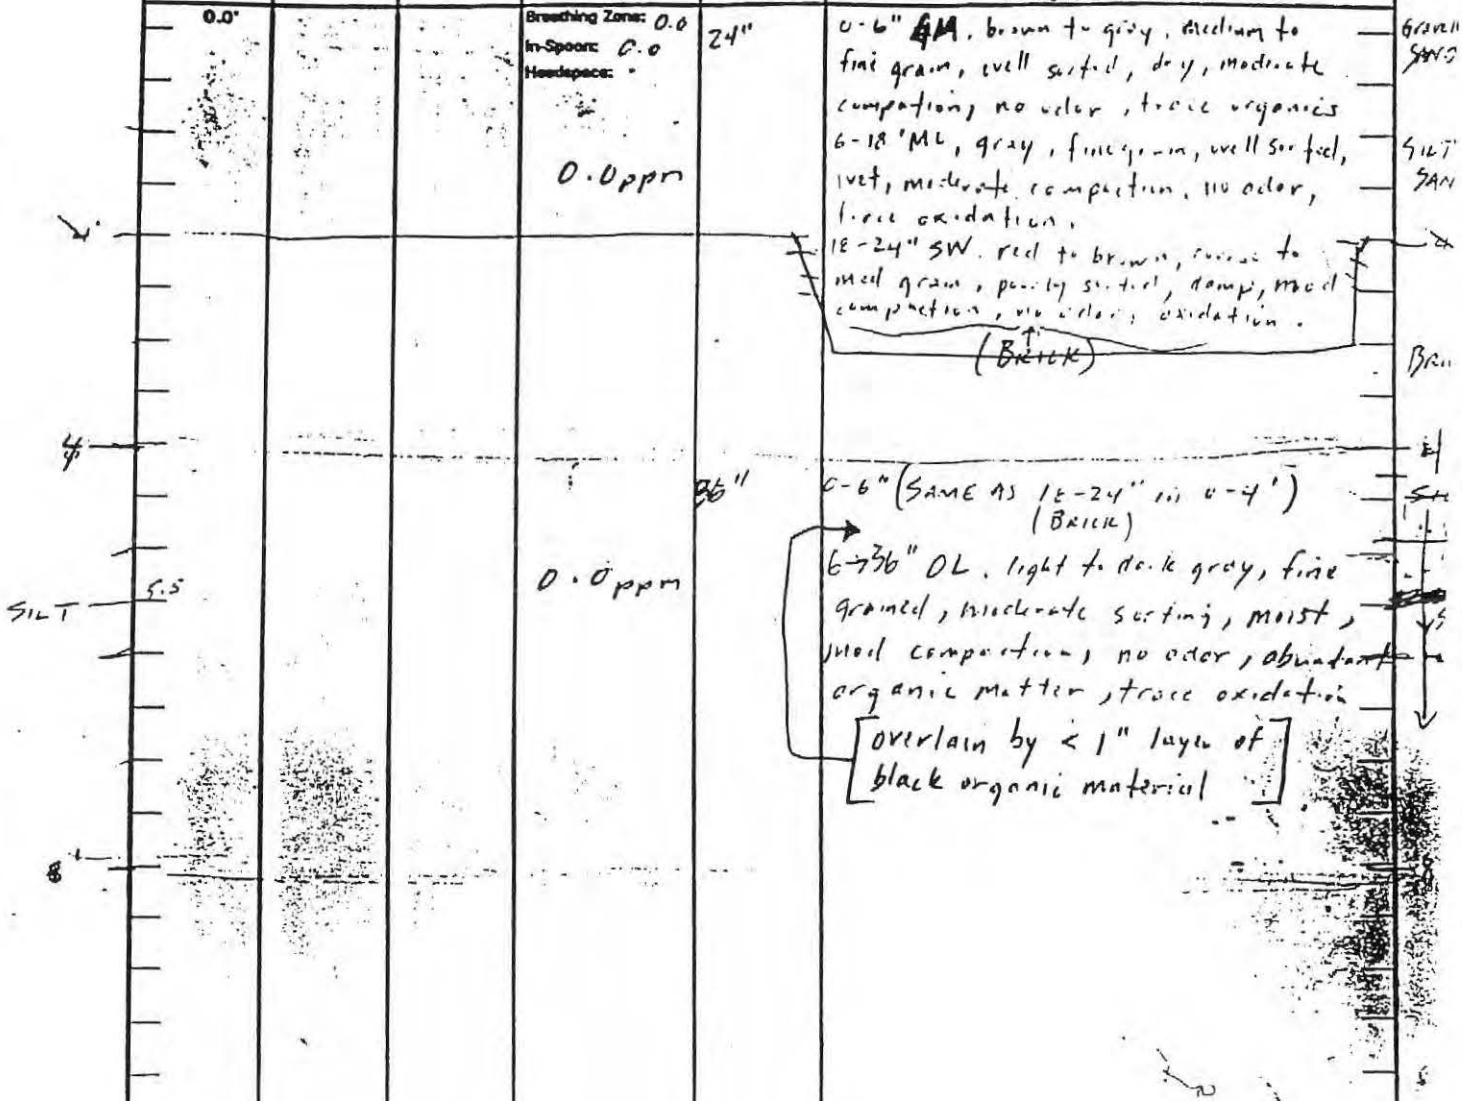 0.0'
Breathing Zone: 0.0
In-Spoon: 0.0
Headspace:
24"
0-6" GM, brown to gray, medium to
fine grain, well sorted, dry, moderate
compation, no odor, trace organics
6-18" ML, gray, fine grain, well sorted,
wet, moderate compaction, no odor,
trace oxidation.
18-24" SW. red to brown, coarse to
med grain, poorly sorted, damp, mod
compaction, no odor, oxidation.
(BRICK)
0.0ppm
SILT
4
36"
0-6" (SAME AS 18-24" in 0-4')
(BRICK)
6→36" OL. light to dark gray, fine
grained, moderate sorting, moist,
mod compaction, no odor, abundant
organic matter, trace oxidation
[overlain by < 1" layer of
black organic material]
0.0ppm
SILT
5.5
8